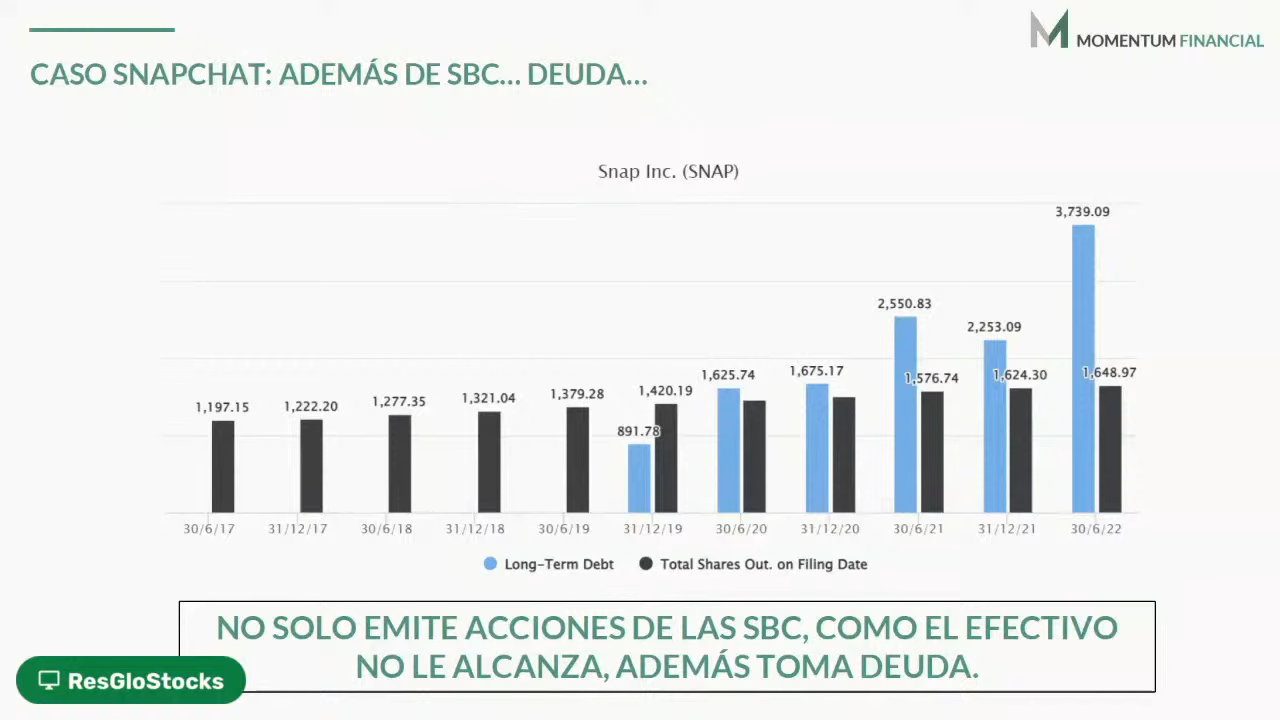 MOMENTUM FINANCIAL
CASO SNAPCHAT: ADEMÁS DE SBC... DEUDA...
Snap Inc. (SNAP)
3,739.09
2,550.83
2,253.09
1,625.74 1,675.17 1,576.74 1,624.30 1,648.97
1,197.15 1,222.20 1,277.35 1,321.04 1,379.28 1,420.19
891.78
30/6/17 31/12/17 30/6/18 31/12/18 30/6/19 31/12/19 30/6/20 31/12/20 30/6/21 31/12/21 30/6/22
Long-Term Debt Total Shares Out. on Filing Date
NO SOLO EMITE ACCIONES DE LAS SBC, COMO EL EFECTIVO
NO LE ALCANZA, ADEMÁS TOMA DEUDA.
ResGloStocks